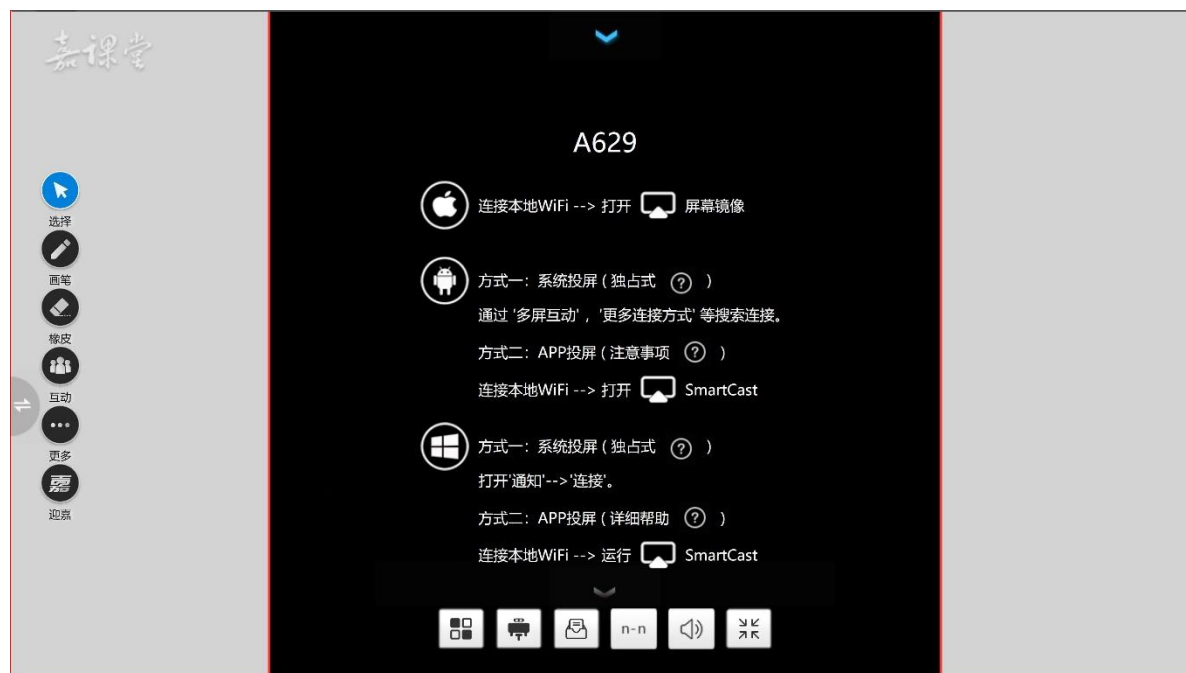 嘉课堂
选择
画笔
橡皮
互动
更多
迎嘉
A629
连接本地WiFi --> 打开 屏幕镜像
方式一：系统投屏 ( 独占式 ? )
通过 '多屏互动' ，'更多连接方式' 等搜索连接。
方式二：APP投屏 ( 注意事项 ? )
连接本地WiFi --> 打开 SmartCast
方式一：系统投屏 ( 独占式 ? )
打开'通知'-->'连接'。
方式二：APP投屏 ( 详细帮助 ? )
连接本地WiFi --> 运行 SmartCast
n-n